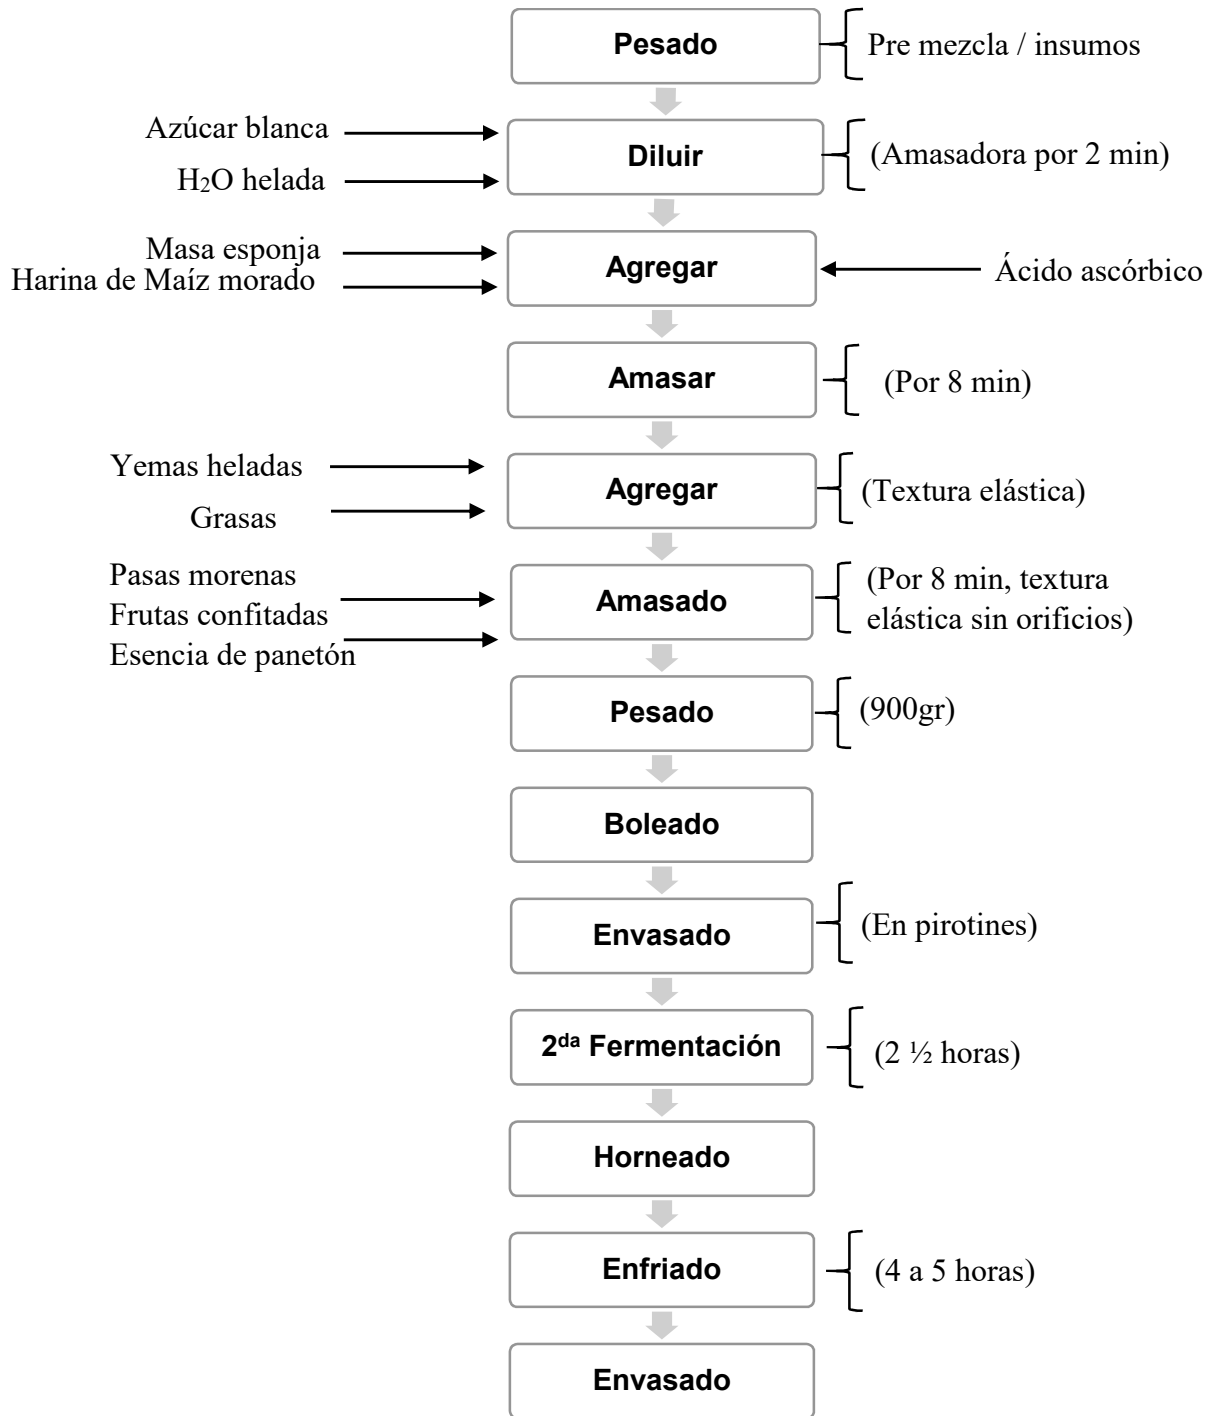 Pesado
Pre mezcla / insumos
Azúcar blanca
H₂O helada
Diluir
(Amasadora por 2 min)
Masa esponja
Harina de Maíz morado
Agregar
Ácido ascórbico
Amasar
(Por 8 min)
Yemas heladas
Grasas
Agregar
(Textura elástica)
Pasas morenas
Frutas confitadas
Esencia de panetón
Amasado
(Por 8 min, textura
elástica sin orificios)
Pesado
(900gr)
Boleado
Envasado
(En pirotines)
2ᵈᵃ Fermentación
(2 ½ horas)
Horneado
Enfriado
(4 a 5 horas)
Envasado